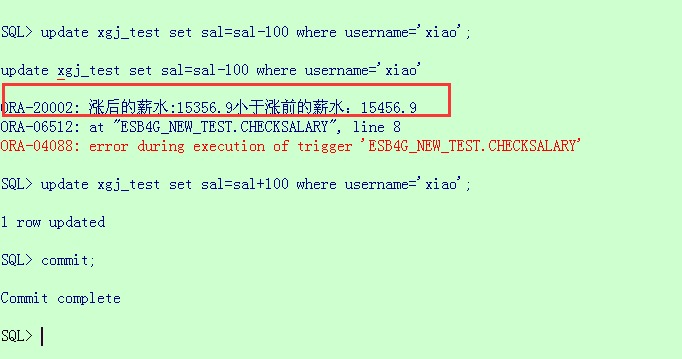 SQL> update xgj_test set sal=sal-100 where username='xiao';
update xgj_test set sal=sal-100 where username='xiao'
ORA-20002: 涨后的薪水:15356.9小于涨前的薪水：15456.9
ORA-06512: at "ESB4G_NEW_TEST.CHECKSALARY", line 8
ORA-04088: error during execution of trigger 'ESB4G_NEW_TEST.CHECKSALARY'
SQL> update xgj_test set sal=sal+100 where username='xiao';
1 row updated
SQL> commit;
Commit complete
SQL>